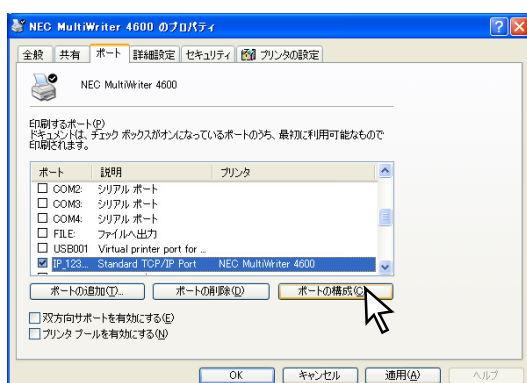 NEC MultiWriter 4600 のプロパティ
全般 共有 ポート 詳細設定 セキュリティ プリンタの設定
NEC MultiWriter 4600
印刷するポート(P)
ドキュメントは、チェック ボックスがオンになっているポートのうち、最初に利用可能なもので
印刷されます。
ポート 説明 プリンタ
COM2: シリアル ポート
COM3: シリアル ポート
COM4: シリアル ポート
FILE: ファイルへ出力
USB001 Virtual printer port for ...
IP_123... Standard TCP/IP Port NEC MultiWriter 4600
ポートの追加(T)... ポートの削除(D) ポートの構成(C)
双方向サポートを有効にする(E)
プリンタ プールを有効にする(N)
OK キャンセル 適用(A) ヘルプ